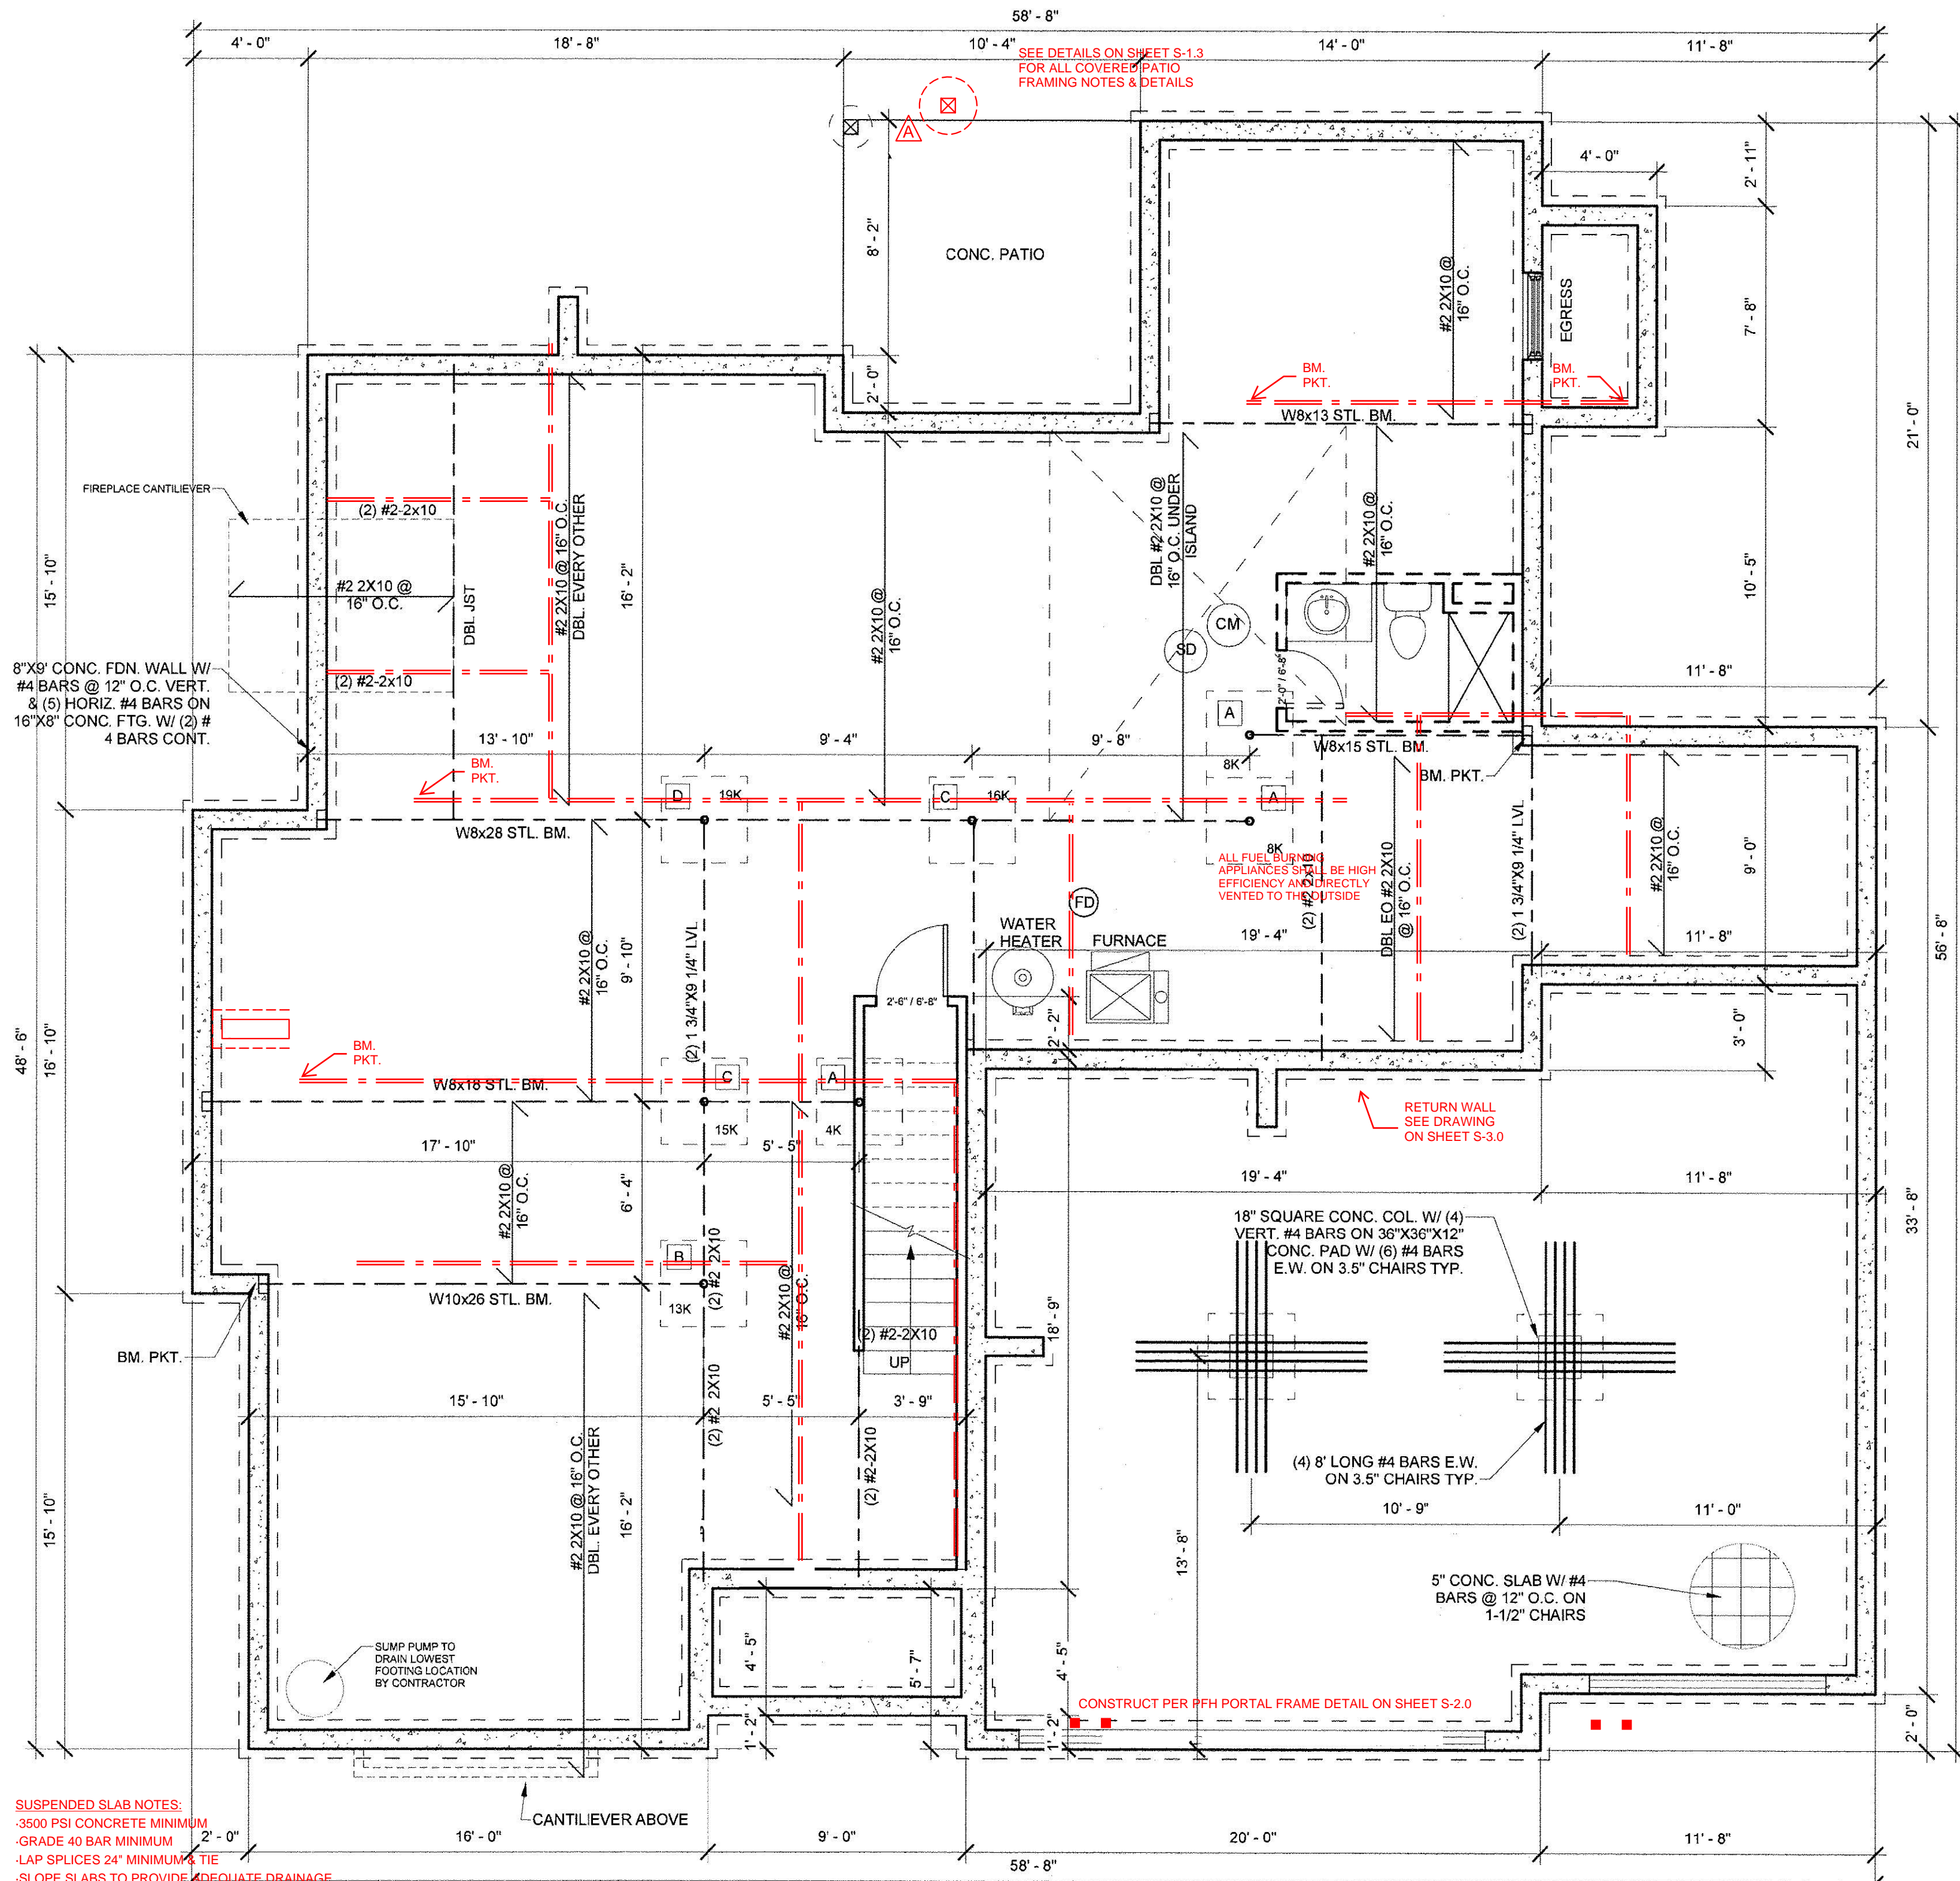 58' - 8"
4' - 0"
18' - 8"
10' - 4"
14' - 0"
11' - 8"
SEE DETAILS ON SHEET S-1.3
FOR ALL COVERED PATIO
FRAMING NOTES & DETAILS
A
4' - 0"
2' - 11"
8' - 2"
CONC. PATIO
#2 2X10 @
16" O.C.
EGRESS
7' - 8"
21' - 0"
BM.
PKT.
BM.
PKT.
2' - 0"
W8x13 STL. BM.
FIREPLACE CANTILIEVER
(2) #2-2x10
#2 2X10 @ 16" O.C.
DBL. EVERY OTHER
16' - 2"
#2 2X10 @
16" O.C.
DBL #2 2X10 @
16" O.C. UNDER
ISLAND
#2 2X10 @
16" O.C.
10' - 5"
15' - 10"
#2 2X10 @
16" O.C.
DBL JST
CM
SD
2'-0" / 6'-8"
8"X9' CONC. FDN. WALL W/
#4 BARS @ 12" O.C. VERT.
& (5) HORIZ. #4 BARS ON
16"X8" CONC. FTG. W/ (2) #
4 BARS CONT.
(2) #2-2x10
11' - 8"
13' - 10"
9' - 4"
9' - 8"
A
W8x15 STL. BM.
8K
BM. PKT.
BM.
PKT.
D
19K
C
16K
A
W8x28 STL. BM.
8K
ALL FUEL BURNING
APPLIANCES SHALL BE HIGH
EFFICIENCY AND DIRECTLY
VENTED TO THE OUTSIDE
(2) #2 2x10
DBL EO #2 2X10
@ 16" O.C.
(2) 1 3/4"X9 1/4" LVL
#2 2X10 @
16" O.C.
9' - 0"
FD
WATER
HEATER
FURNACE
19' - 4"
11' - 8"
56' - 8"
#2 2X10 @
16" O.C.
9' - 10"
(2) 1 3/4"X9 1/4" LVL
2'-6" / 6'-8"
2' - 2"
3' - 0"
48' - 6"
16' - 10"
BM.
PKT.
W8x18 STL. BM.
C
A
15K
4K
RETURN WALL
SEE DRAWING
ON SHEET S-3.0
17' - 10"
5' - 5"
#2 2X10 @
16" O.C.
6' - 4"
19' - 4"
11' - 8"
33' - 8"
18" SQUARE CONC. COL. W/ (4)
VERT. #4 BARS ON 36"X36"X12"
CONC. PAD W/ (6) #4 BARS
E.W. ON 3.5" CHAIRS TYP.
B
(2) #2 2X10
#2 2X10 @
16" O.C.
W10x26 STL. BM.
13K
18' - 9"
BM. PKT.
(2) #2-2X10
UP
15' - 10"
(2) #2 2X10
5' - 5"
3' - 9"
(2) #2-2X10
#2 2X10 @ 16" O.C.
DBL. EVERY OTHER
16' - 2"
15' - 10"
(4) 8' LONG #4 BARS E.W.
ON 3.5" CHAIRS TYP.
10' - 9"
11' - 0"
13' - 8"
5" CONC. SLAB W/ #4
BARS @ 12" O.C. ON
1-1/2" CHAIRS
SUMP PUMP TO
DRAIN LOWEST
FOOTING LOCATION
BY CONTRACTOR
4' - 5"
5' - 7"
4' - 5"
CONSTRUCT PER PFH PORTAL FRAME DETAIL ON SHEET S-2.0
1' - 2"
1' - 2"
2' - 0"
CANTILIEVER ABOVE
SUSPENDED SLAB NOTES:
·3500 PSI CONCRETE MINIMUM
·GRADE 40 BAR MINIMUM
·LAP SPLICES 24" MINIMUM & TIE
·SLOPE SLABS TO PROVIDE ADEQUATE DRAINAGE
2' - 0"
16' - 0"
9' - 0"
20' - 0"
11' - 8"
58' - 8"